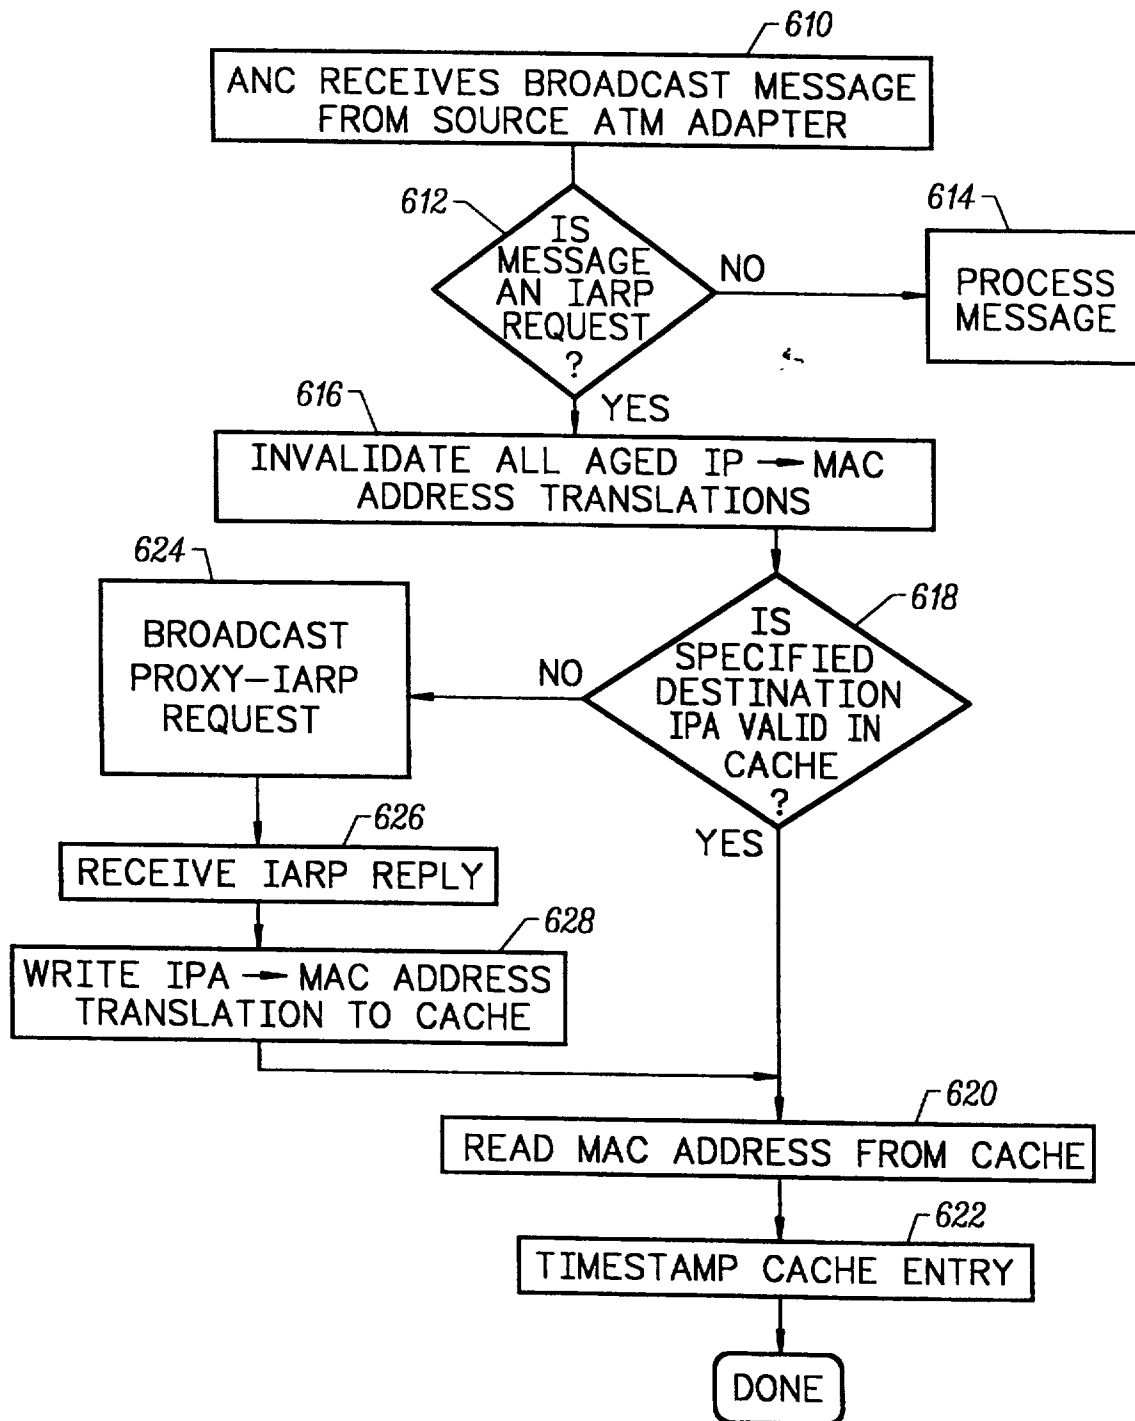 610
ANC RECEIVES BROADCAST MESSAGE
FROM SOURCE ATM ADAPTER
612
IS
MESSAGE
AN IARP
REQUEST
?
NO
614
PROCESS
MESSAGE
YES
616
INVALIDATE ALL AGED IP → MAC
ADDRESS TRANSLATIONS
618
IS
SPECIFIED
DESTINATION
IPA VALID IN
CACHE
?
NO
624
BROADCAST
PROXY-IARP
REQUEST
YES
626
RECEIVE IARP REPLY
628
WRITE IPA → MAC ADDRESS
TRANSLATION TO CACHE
620
READ MAC ADDRESS FROM CACHE
622
TIMESTAMP CACHE ENTRY
DONE